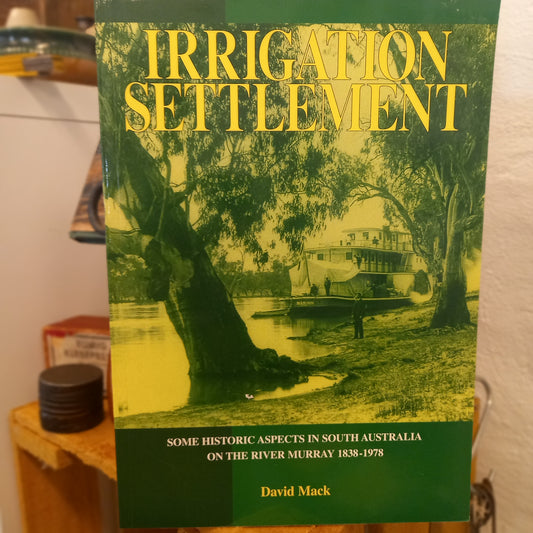 IRRIGATION
SETTLEMENT
SOME HISTORIC ASPECTS IN SOUTH AUSTRALIA
ON THE RIVER MURRAY 1838-1978
David Mack